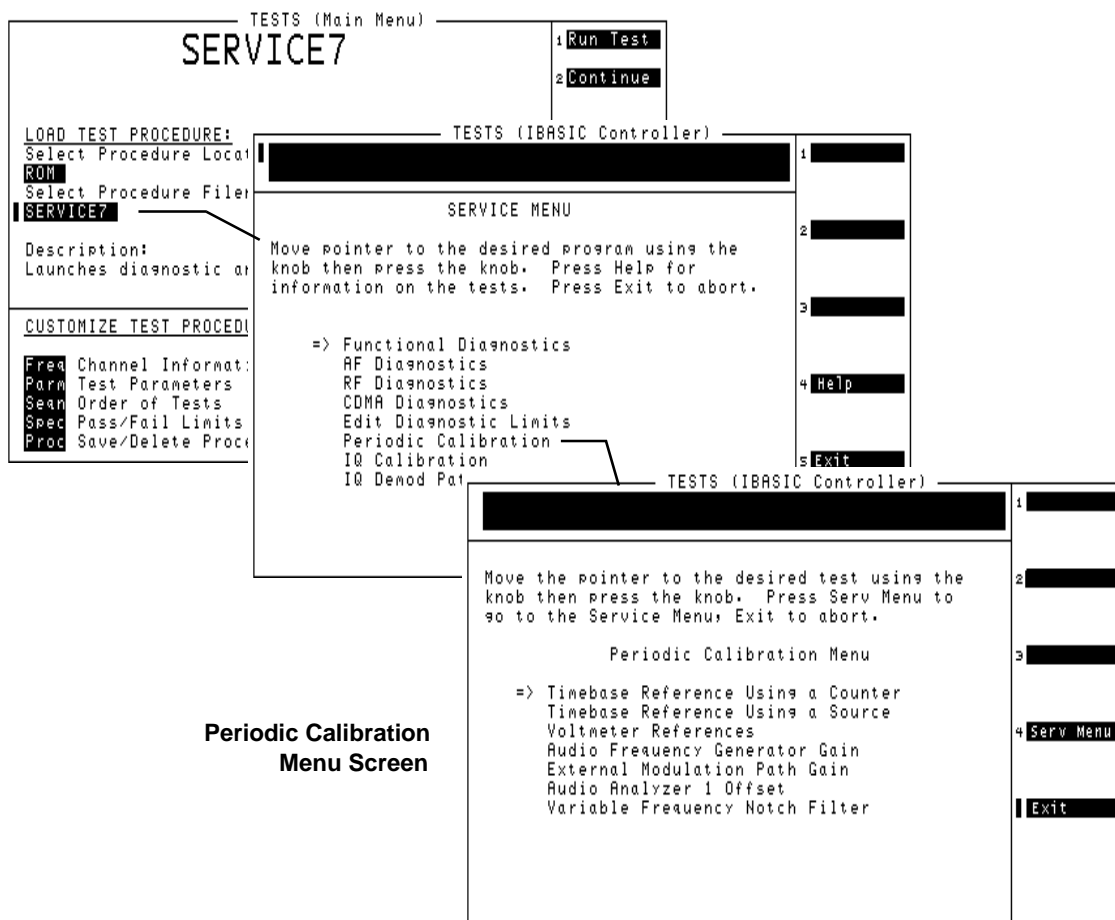 TESTS (Main Menu)
SERVICE7
1 Run Test
2 Continue
LOAD TEST PROCEDURE:
Select Procedure Locat
ROM
Select Procedure Filen
SERVICE7
Description:
Launches diagnostic an
CUSTOMIZE TEST PROCEDU
Freq Channel Informat
Parm Test Parameters
Seqn Order of Tests
Spec Pass/Fail Limits
Proc Save/Delete Proce
TESTS (IBASIC Controller)
1
SERVICE MENU
2
Move pointer to the desired program using the
knob then press the knob. Press Help for
information on the tests. Press Exit to abort.
3
=> Functional Diagnostics
AF Diagnostics
RF Diagnostics
4 Help
CDMA Diagnostics
Edit Diagnostic Limits
Periodic Calibration
IQ Calibration
5 Exit
IQ Demod Pat
TESTS (IBASIC Controller)
1
Move the pointer to the desired test using the
knob then press the knob. Press Serv Menu to
go to the Service Menu, Exit to abort.
2
Periodic Calibration Menu
3
=> Timebase Reference Using a Counter
Timebase Reference Using a Source
Voltmeter References
4 Serv Menu
Audio Frequency Generator Gain
External Modulation Path Gain
Audio Analyzer 1 Offset
Variable Frequency Notch Filter
Exit
Periodic Calibration
Menu Screen